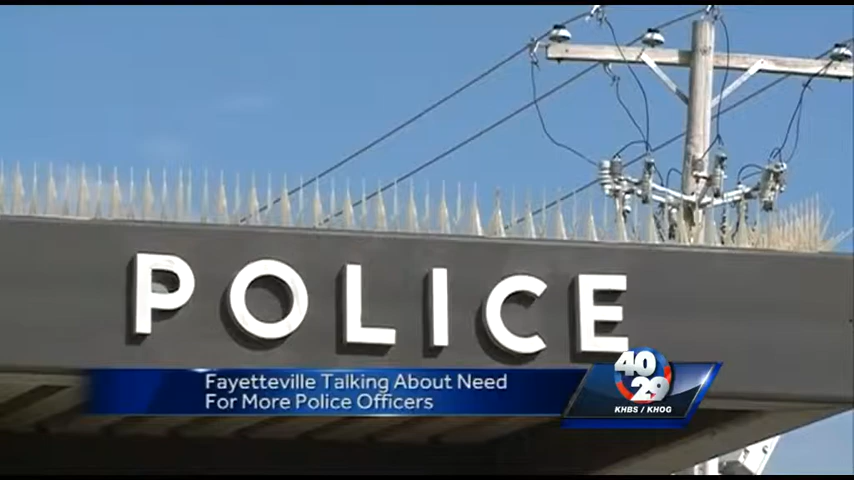 POLICE
Fayetteville Talking About Need
For More Police Officers
40
29
KHBS / KHOG